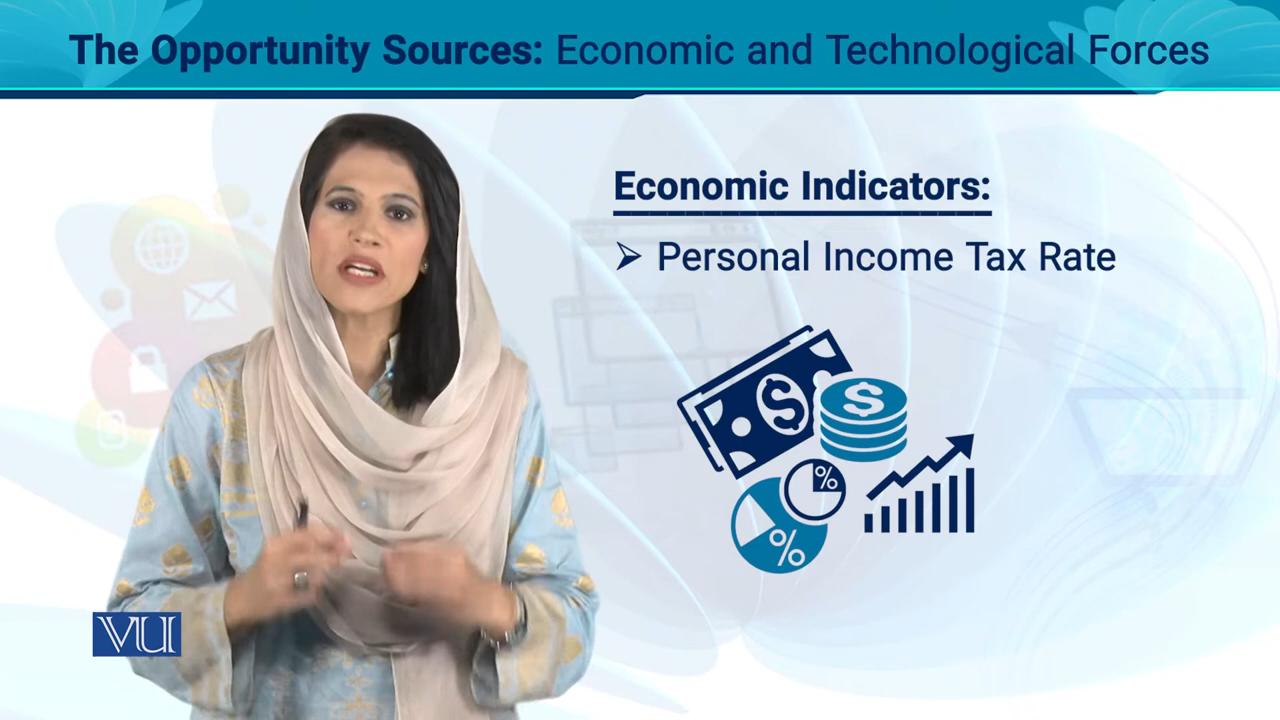 The Opportunity Sources: Economic and Technological Forces
Economic Indicators:
➢ Personal Income Tax Rate
$
$
%
%
VU